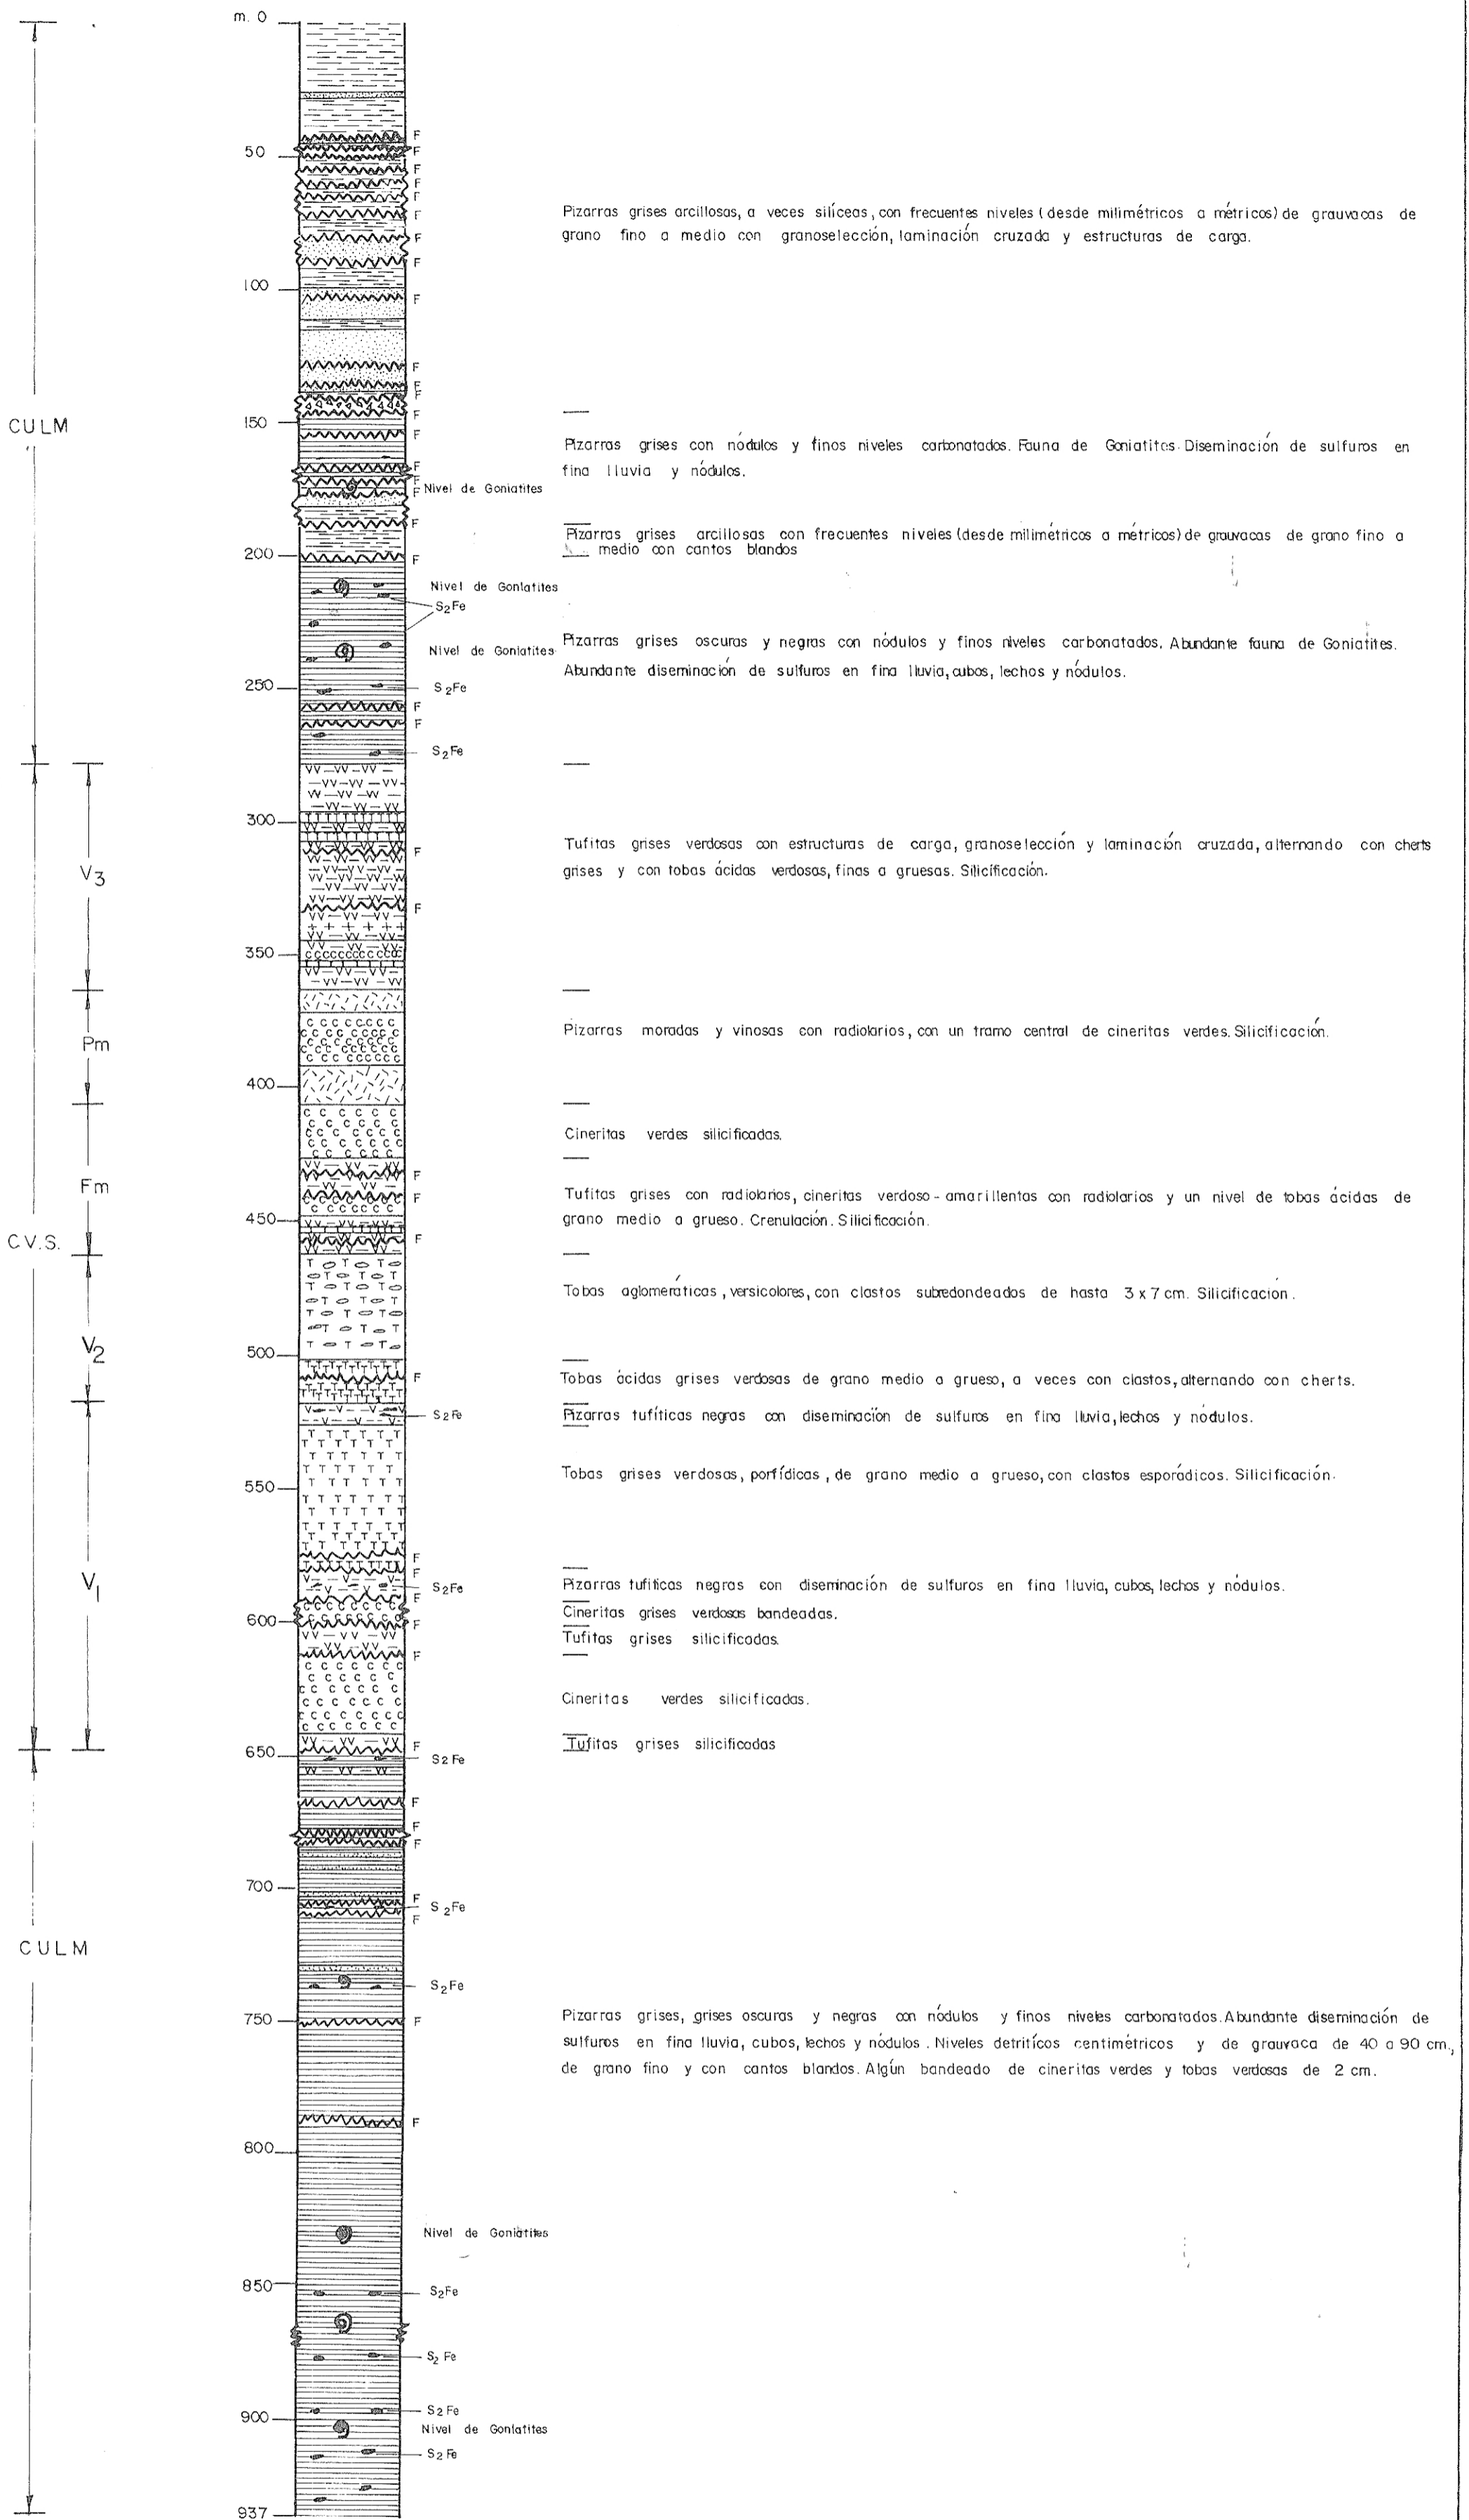 m. 0
F
F
50
F
F
F
F
Pizarras grises arcillosas, a veces silíceas, con frecuentes niveles (desde milimétricos a métricos) de grauvacas de
grano fino a medio con granoselección, laminación cruzada y estructuras de carga.
F
F
100
F
F
F
F
F
150
CULM
F
Pizarras grises con nódulos y finos niveles carbonatados. Fauna de Goniatites. Diseminación de sulfuros en
fina lluvia y nódulos.
F
F
F Nivel de Goniatites
F
Pizarras grises arcillosas con frecuentes niveles (desde milimétricos a métricos) de grauvacas de grano fino a
medio con cantos blandos
200
F
Nivel de Goniatites
S2Fe
Nivel de Goniatites
Pizarras grises oscuras y negras con nódulos y finos niveles carbonatados. Abundante fauna de Goniatites.
Abundante diseminación de sulfuros en fina lluvia, cubos, lechos y nódulos.
250
S2Fe
F
F
S2Fe
300
F
Tufitas grises verdosas con estructuras de carga, granoselección y laminación cruzada, alternando con cherts
grises y con tobas ácidas verdosas, finas a gruesas. Silicificación.
V3
F
350
Pizarras moradas y vinosas con radiolarios, con un tramo central de cineritas verdes. Silicificación.
Pm
400
Cineritas verdes silicificadas.
F
Fm
F
Tufitas grises con radiolarios, cineritas verdoso-amarillentas con radiolarios y un nivel de tobas ácidas de
grano medio a grueso. Crenulación. Silicificación.
450
F
C.V.S.
Tobas aglomeráticas, versicolores, con clastos subredondeados de hasta 3 x 7 cm. Silicificación.
V2
500
F
Tobas ácidas grises verdosas de grano medio a grueso, a veces con clastos, alternando con cherts.
S2Fe
Pizarras tufíticas negras con diseminación de sulfuros en fina lluvia, lechos y nódulos.
Tobas grises verdosas, porfídicas, de grano medio a grueso, con clastos esporádicos. Silicificación.
550
F
F
V1
S2Fe
Pizarras tufíticas negras con diseminación de sulfuros en fina lluvia, cubos, lechos y nódulos.
F
Cineritas grises verdosas bandeadas.
600
F
Tufitas grises silicificadas.
F
Cineritas verdes silicificadas.
F
Tufitas grises silicificadas
650
S2Fe
F
F
F
700
F
S2Fe
F
CULM
S2Fe
750
F
Pizarras grises, grises oscuras y negras con nódulos y finos niveles carbonatados. Abundante diseminación de
sulfuros en fina lluvia, cubos, lechos y nódulos. Niveles detríticos centimétricos y de grauvaca de 40 a 90 cm.,
de grano fino y con cantos blandos. Algún bandeado de cineritas verdes y tobas verdosas de 2 cm.
F
800
Nivel de Goniatites
850
S2Fe
S2Fe
S2Fe
900
Nivel de Goniatites
S2Fe
937